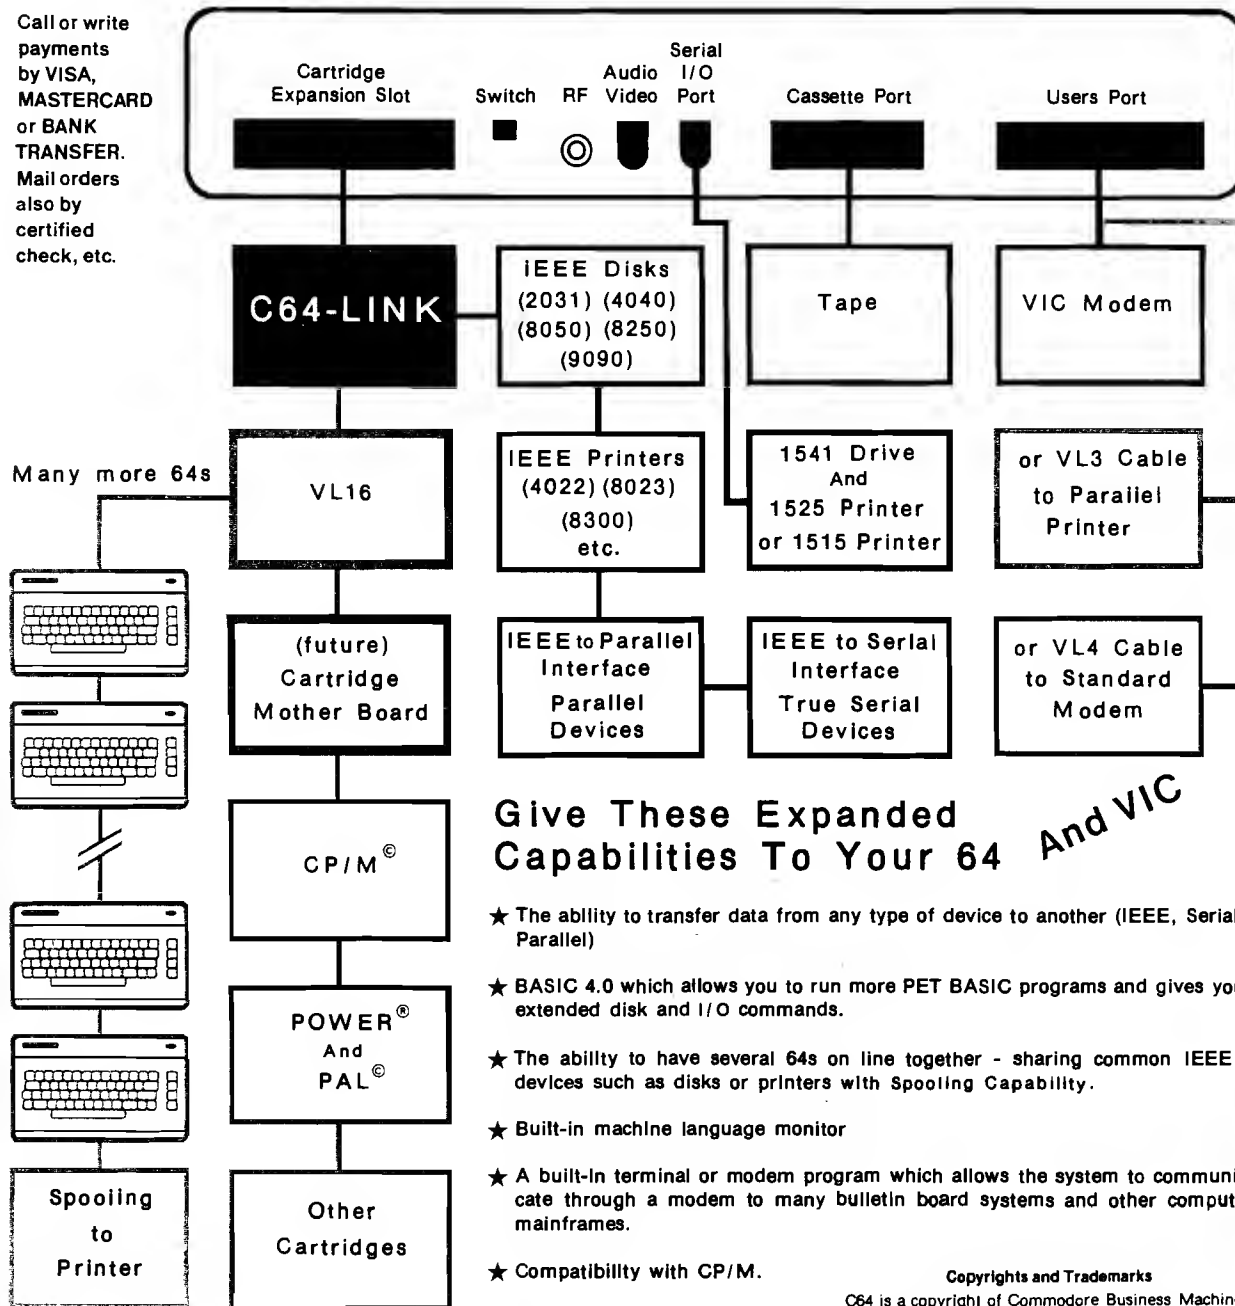 Call or write
payments
by VISA,
MASTERCARD
or BANK
TRANSFER.
Mail orders
also by
certified
check, etc.
Cartridge
Expansion Slot
Switch
RF
Audio
Video
Serial
I/O
Port
Cassette Port
Users Port
C64-LINK
IEEE Disks
(2031) (4040)
(8050) (8250)
(9090)
Tape
VIC Modem
Many more 64s
VL16
IEEE Printers
(4022) (8023)
(8300)
etc.
1541 Drive
And
1525 Printer
or 1515 Printer
or VL3 Cable
to Parallel
Printer
(future)
Cartridge
Mother Board
IEEE to Parallel
Interface
Parallel
Devices
IEEE to Serial
Interface
True Serial
Devices
or VL4 Cable
to Standard
Modem
CP/M©
POWER®
And
PAL©
Other
Cartridges
Spooling
to
Printer
Give These Expanded
Capabilities To Your 64
And VIC
★ The ability to transfer data from any type of device to another (IEEE, Serial
Parallel)
★ BASIC 4.0 which allows you to run more PET BASIC programs and gives you
extended disk and I/O commands.
★ The ability to have several 64s on line together - sharing common IEEE
devices such as disks or printers with Spooling Capability.
★ Built-in machine language monitor
★ A built-in terminal or modem program which allows the system to communi
cate through a modem to many bulletin board systems and other comput
mainframes.
★ Compatibility with CP/M.
Copyrights and Trademarks
C64 is a copyright of Commodore Business Machin